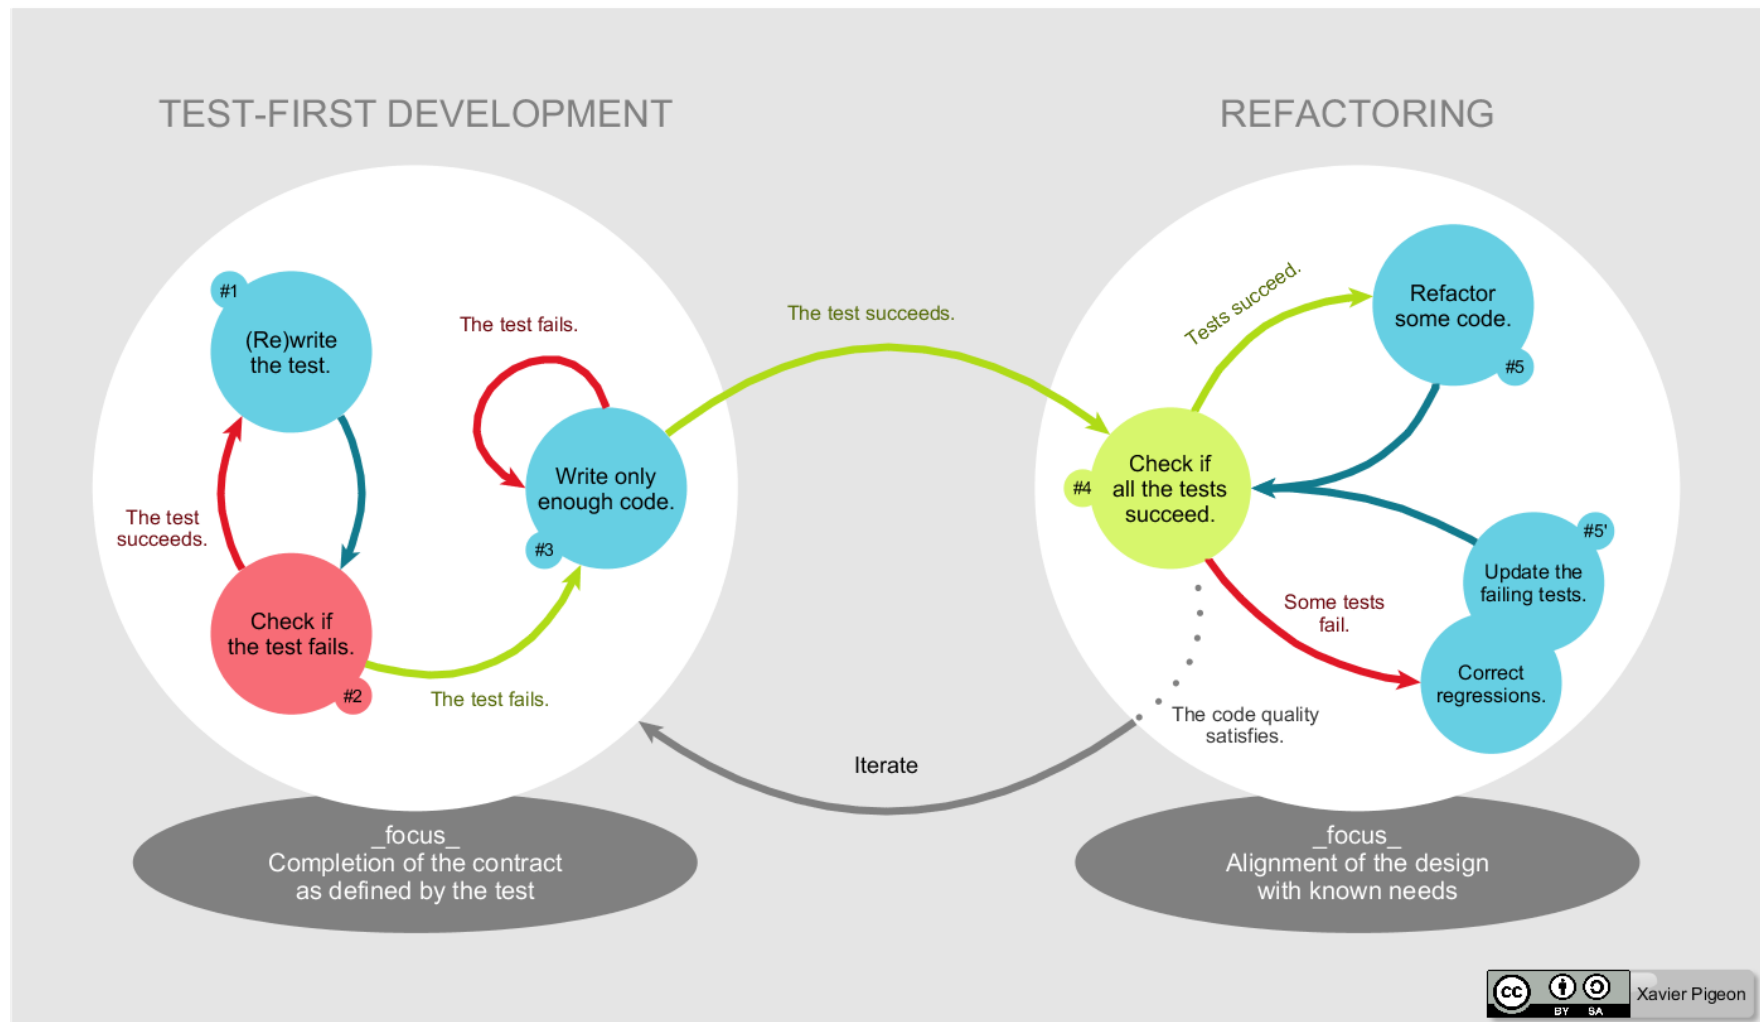 TEST-FIRST DEVELOPMENT
REFACTORING
#1
(Re)write
the test.
The test
succeeds.
Check if
the test fails.
#2
The test fails.
The test fails.
Write only
enough code.
#3
The test succeeds.
Check if
all the tests
succeed.
#4
Tests succeed.
Refactor
some code.
#5
#5'
Update the
failing tests.
Correct
regressions.
Some tests
fail.
The code quality
satisfies.
Iterate
_focus_
Completion of the contract
as defined by the test
_focus_
Alignment of the design
with known needs
cc
BY SA
Xavier Pigeon